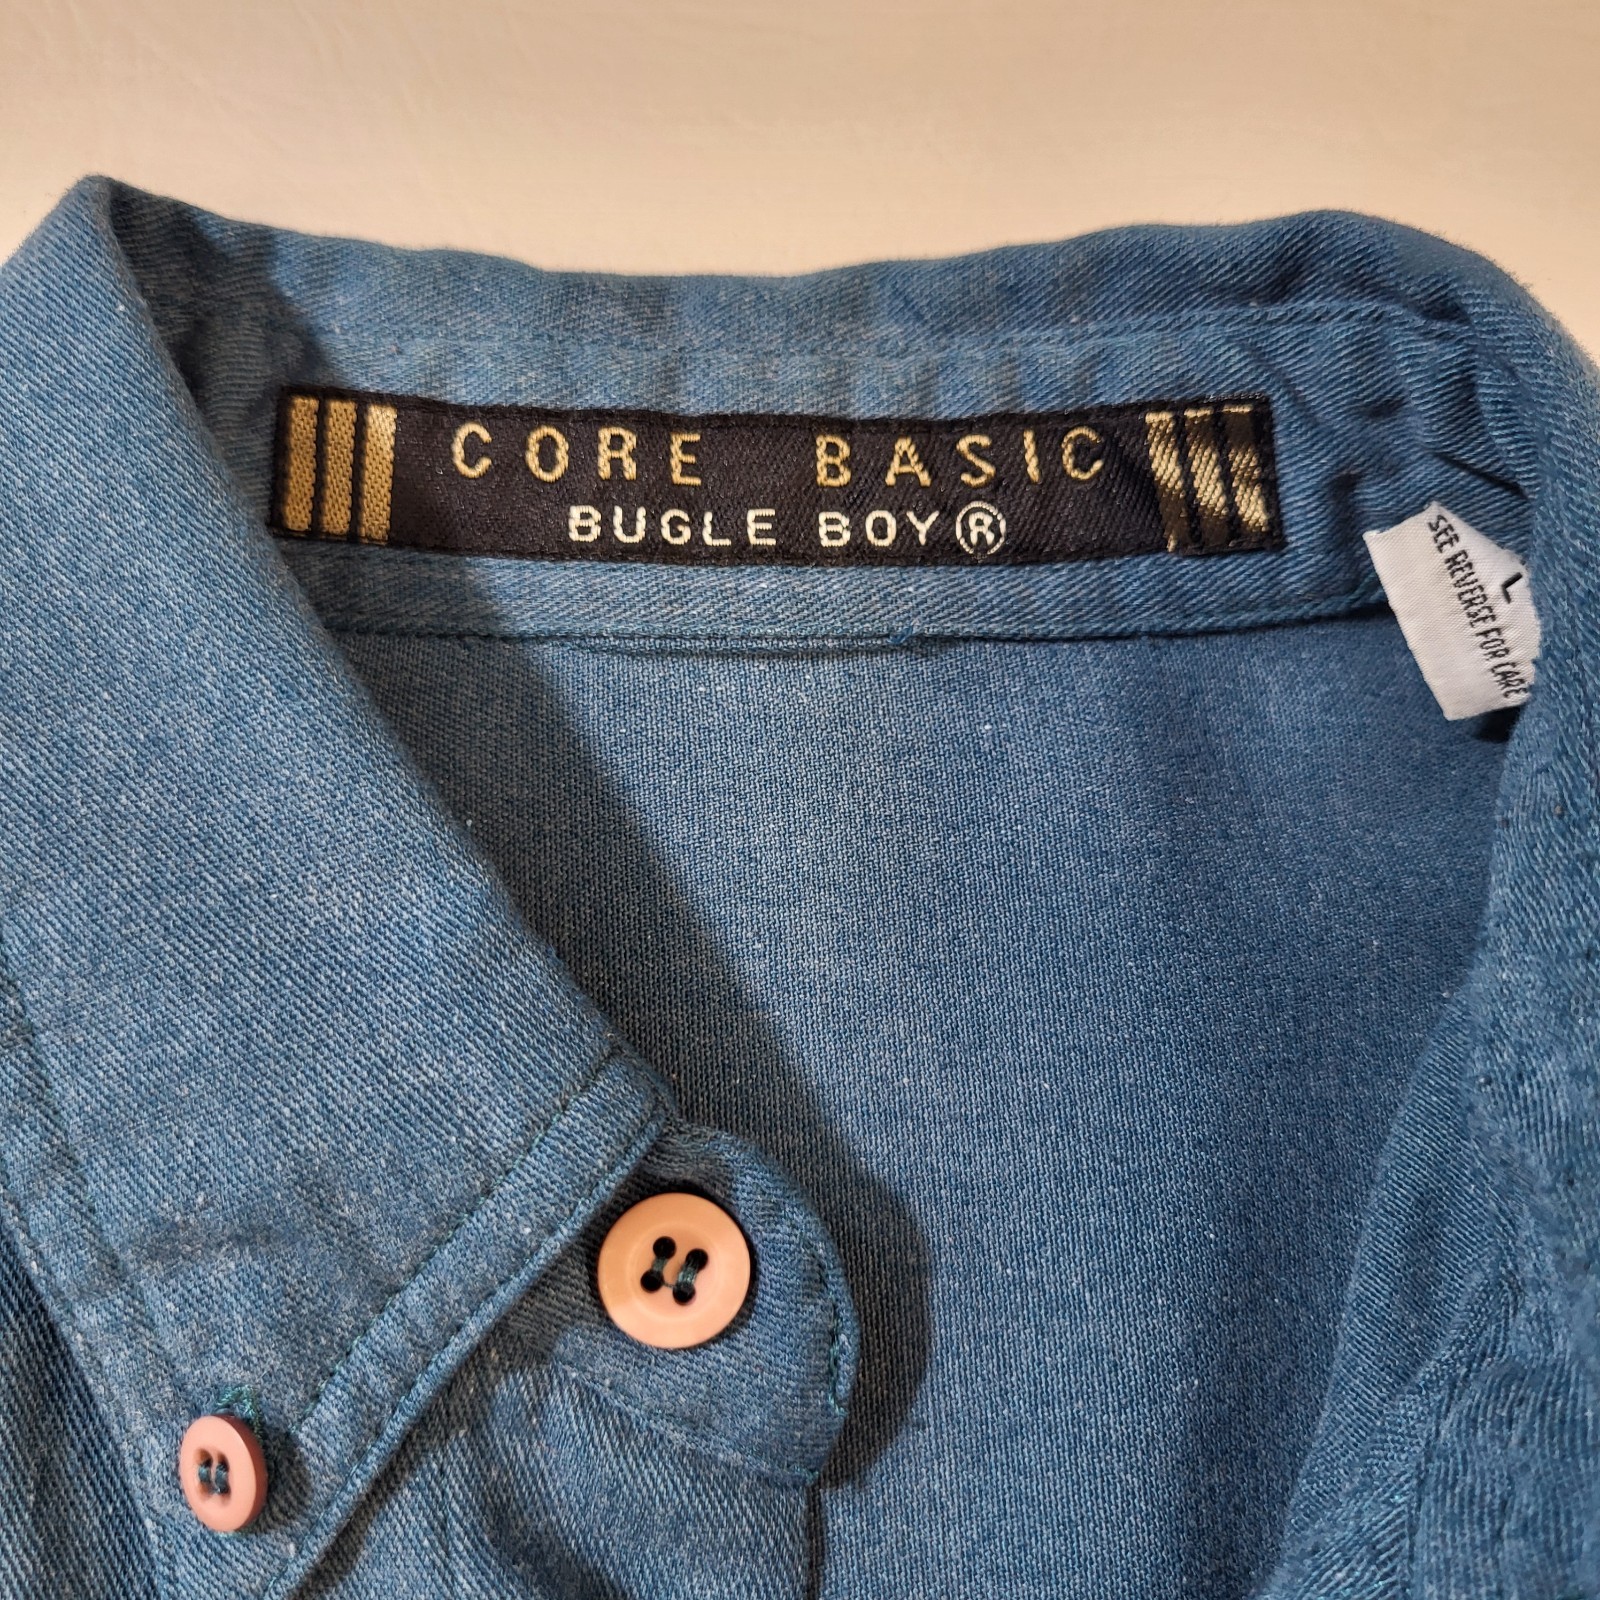 CORE BASIC
BUGLE BOY®
L
SEE REVERSE FOR CARE